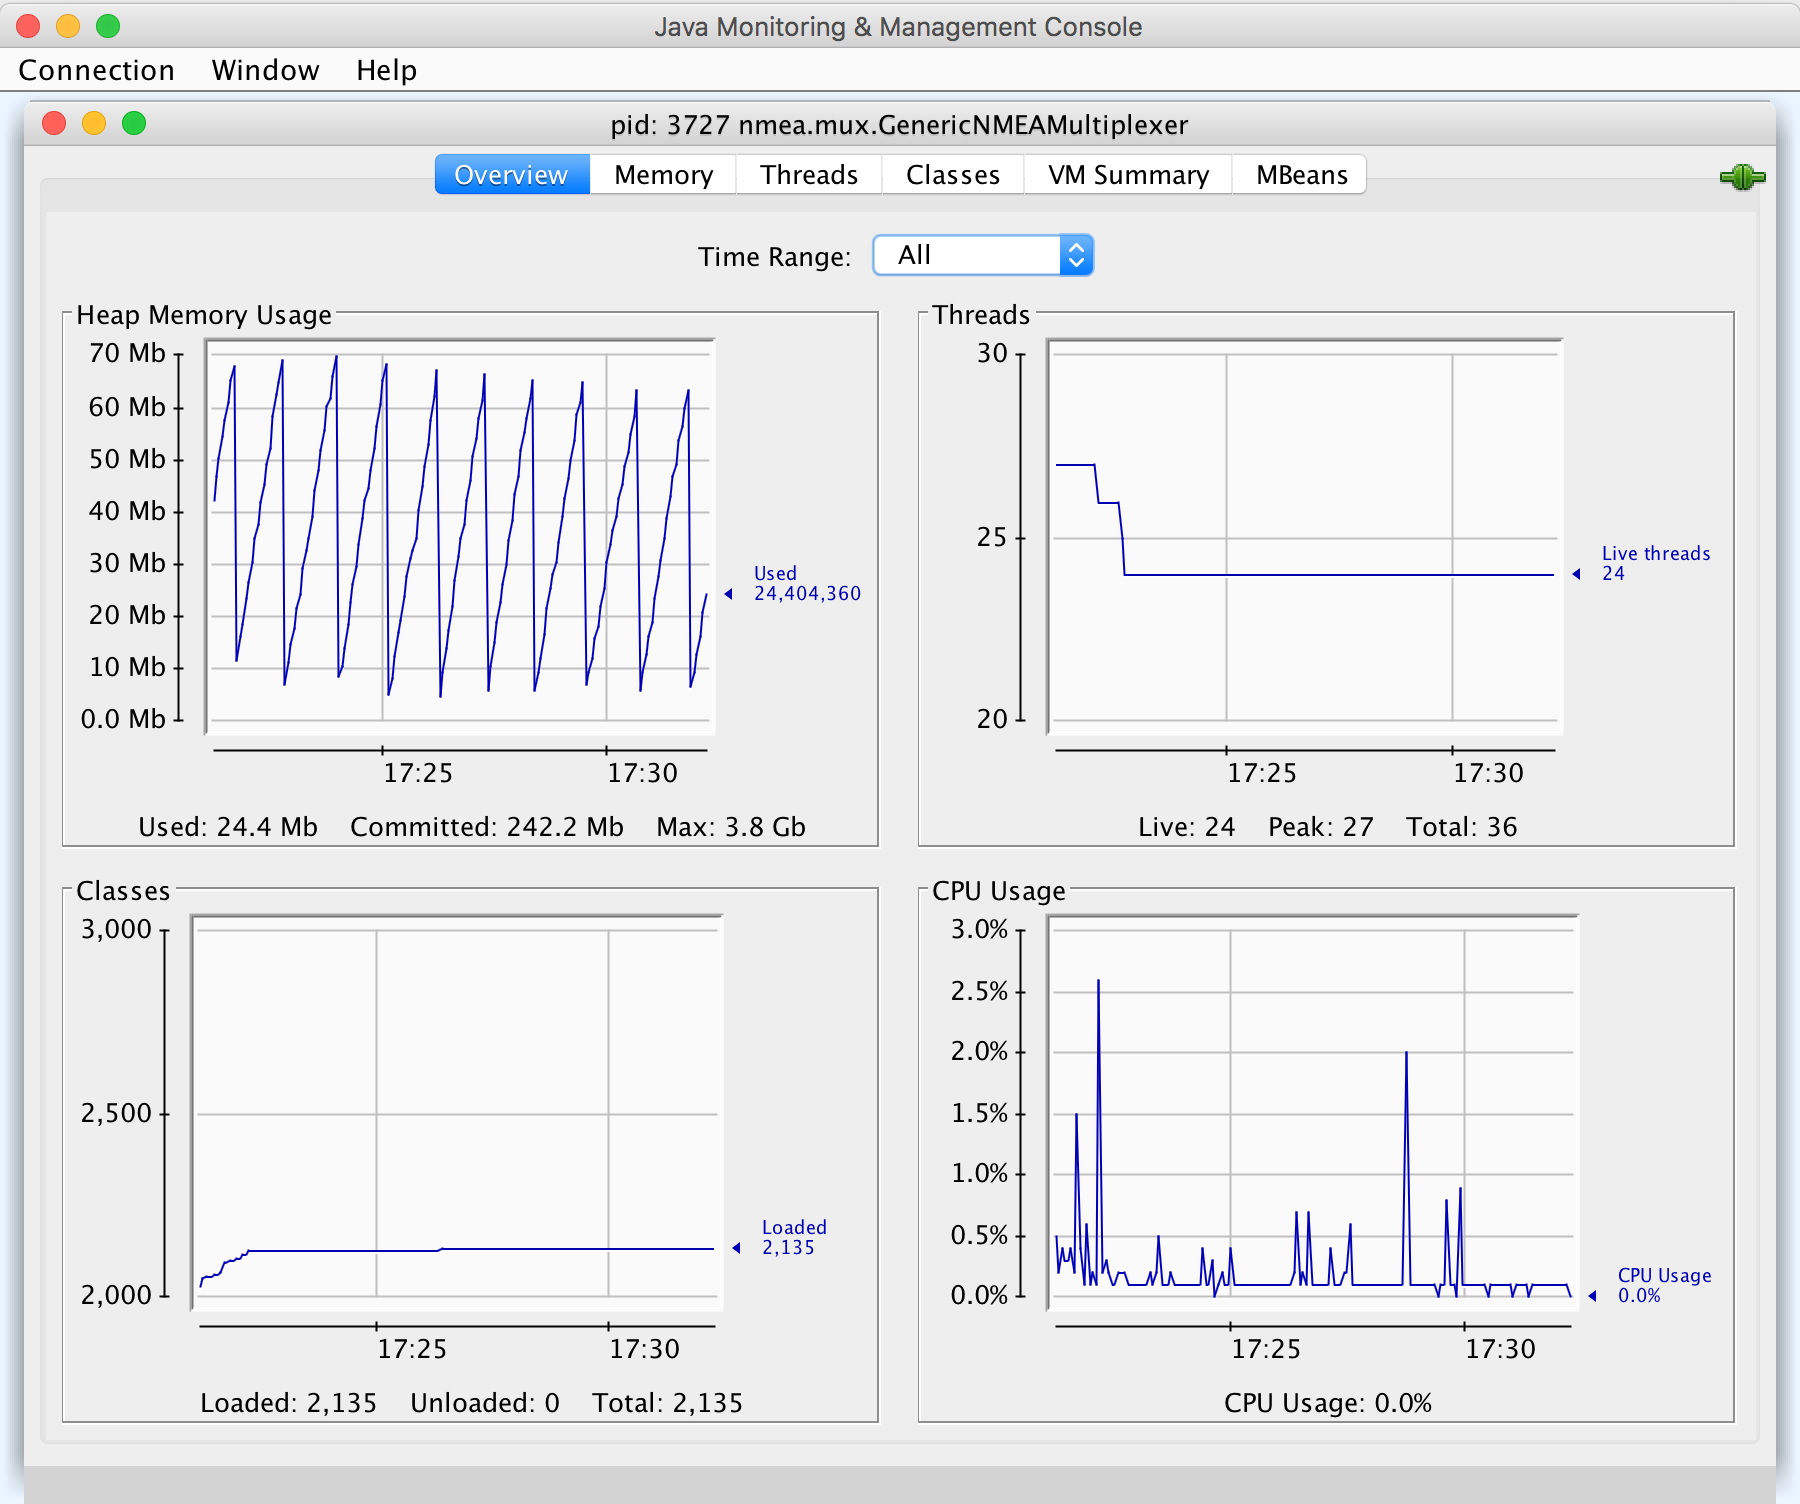 Java Monitoring & Management Console
Connection Window Help
pid: 3727 nmea.mux.GenericNMEAMultiplexer
Overview Memory Threads Classes VM Summary MBeans
Time Range: All
Heap Memory Usage
70 Mb
60 Mb
50 Mb
40 Mb
30 Mb
20 Mb
10 Mb
0.0 Mb
Used
24,404,360
17:25 17:30
Used: 24.4 Mb Committed: 242.2 Mb Max: 3.8 Gb
Threads
30
25
20
Live threads
24
17:25 17:30
Live: 24 Peak: 27 Total: 36
Classes
3,000
2,500
2,000
Loaded
2,135
17:25 17:30
Loaded: 2,135 Unloaded: 0 Total: 2,135
CPU Usage
3.0%
2.5%
2.0%
1.5%
1.0%
0.5%
0.0%
CPU Usage
0.0%
17:25 17:30
CPU Usage: 0.0%